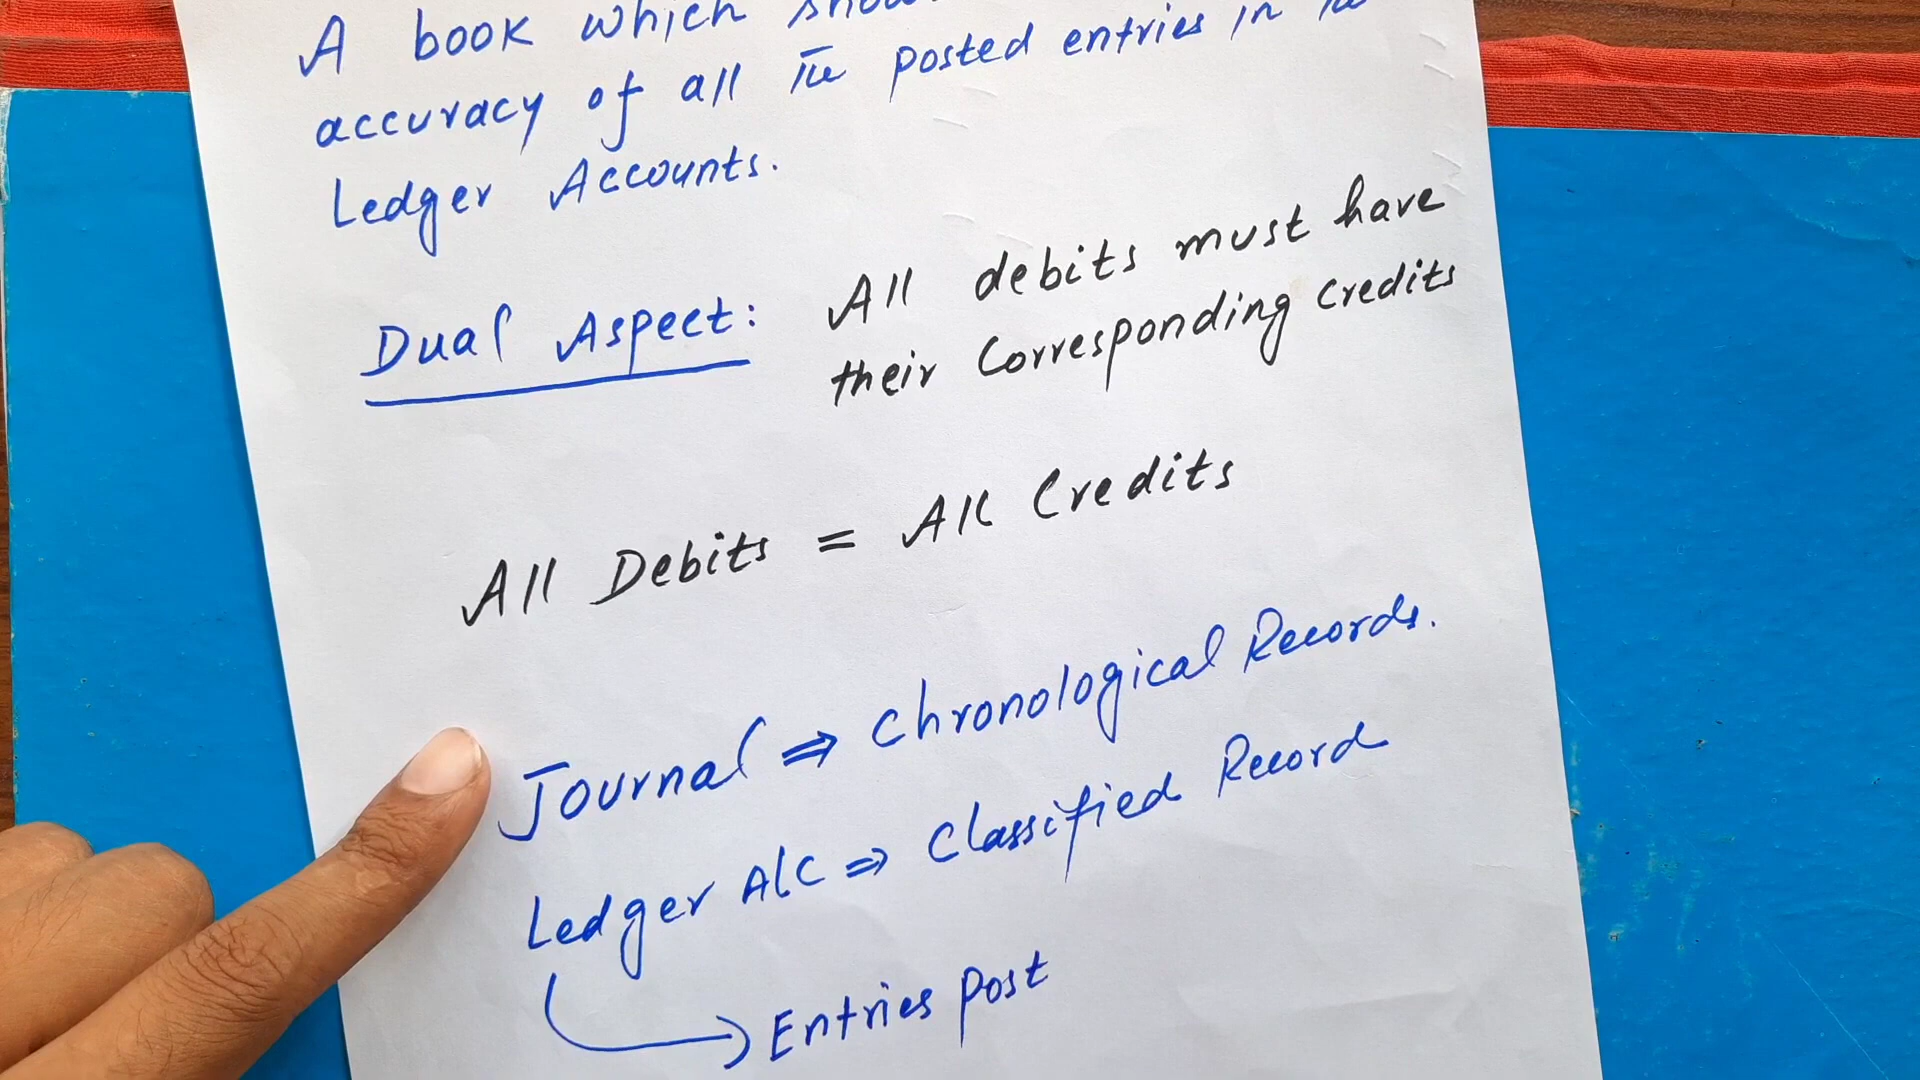 A book which
accuracy of all The posted entries in
Ledger Accounts.
Dual Aspect: All debits must have
their Corresponding credits
All Debits = All Credits
Journal ⇒ Chronological Records.
Ledger A/C ⇒ Classified Record
Entries Post